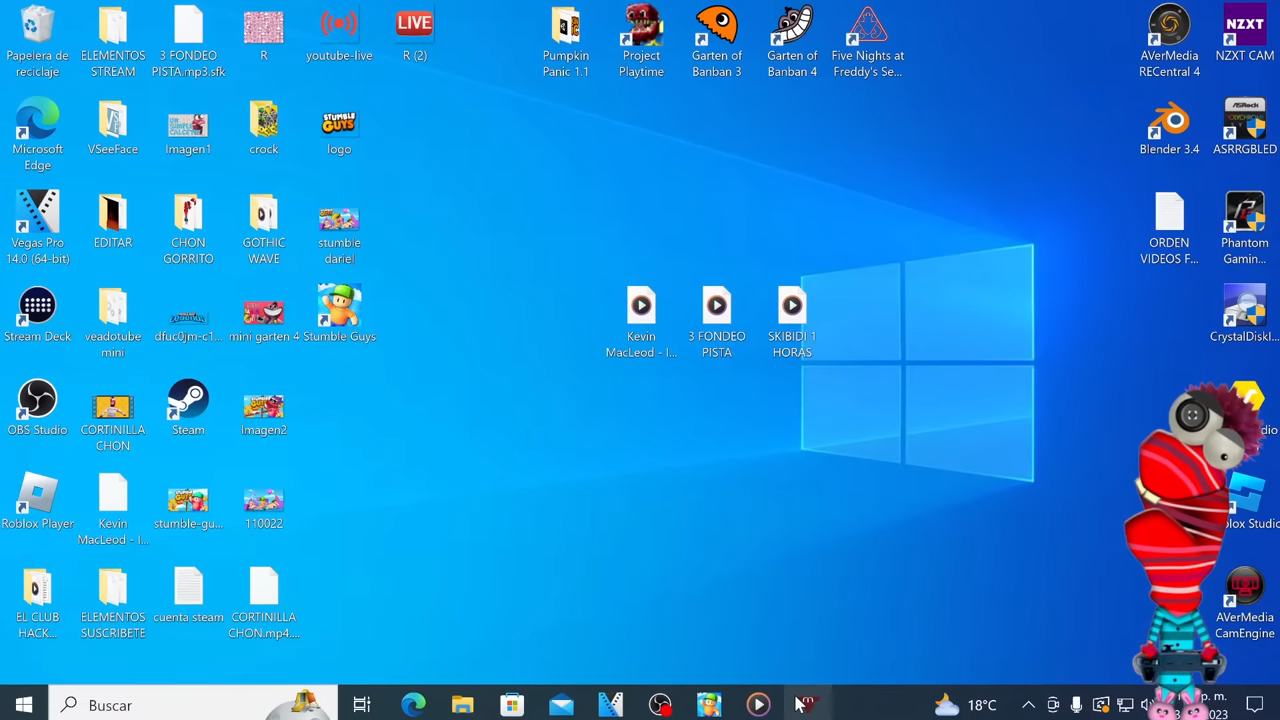 Papelera de
reciclaje
ELEMENTOS
STREAM
3 FONDEO
PISTA.mp3.sfk
R
youtube-live
LIVE
R (2)
Pumpkin
Panic 1.1
Project
Playtime
Garten of
Banban 3
Garten of
Banban 4
Five Nights at
Freddy's Se...
AVerMedia
RECentral 4
NZXT
NZXT CAM
Microsoft
Edge
VSeeFace
Imagen1
crock
STUMBLE
GUYS
logo
Blender 3.4
ASRock
ASRRGBLED
Vegas Pro
14.0 (64-bit)
EDITAR
CHON
GORRITO
GOTHIC
WAVE
stumble
dariel
ORDEN
VIDEOS F...
Phantom
Gamin...
Stream Deck
veadotube
mini
dfuc0jm-c1...
mini garten 4
Stumble Guys
Kevin
MacLeod - I...
3 FONDEO
PISTA
SKIBIDI 1
HORAS
CrystalDiskI...
OBS Studio
CORTINILLA
CHON
Steam
Imagen2
Roblox Player
Kevin
MacLeod - I...
stumble-gu...
110022
EL CLUB
HACK...
ELEMENTOS
SUSCRIBETE
cuenta steam
CORTINILLA
CHON.mp4....
AVerMedia
CamEngine
Buscar
18°C
p. m.
2023